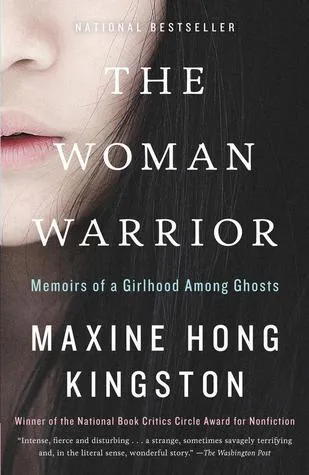 NATIONAL BESTSELLER
THE
WOMAN
WARRIOR
Memoirs of a Girlhood Among Ghosts
MAXINE HONG
KINGSTON
Winner of the National Book Critics Circle Award for Nonfiction
“Intense, fierce and disturbing . . . a strange, sometimes savagely terrifying
and, in the literal sense, wonderful story.” —The Washington Post